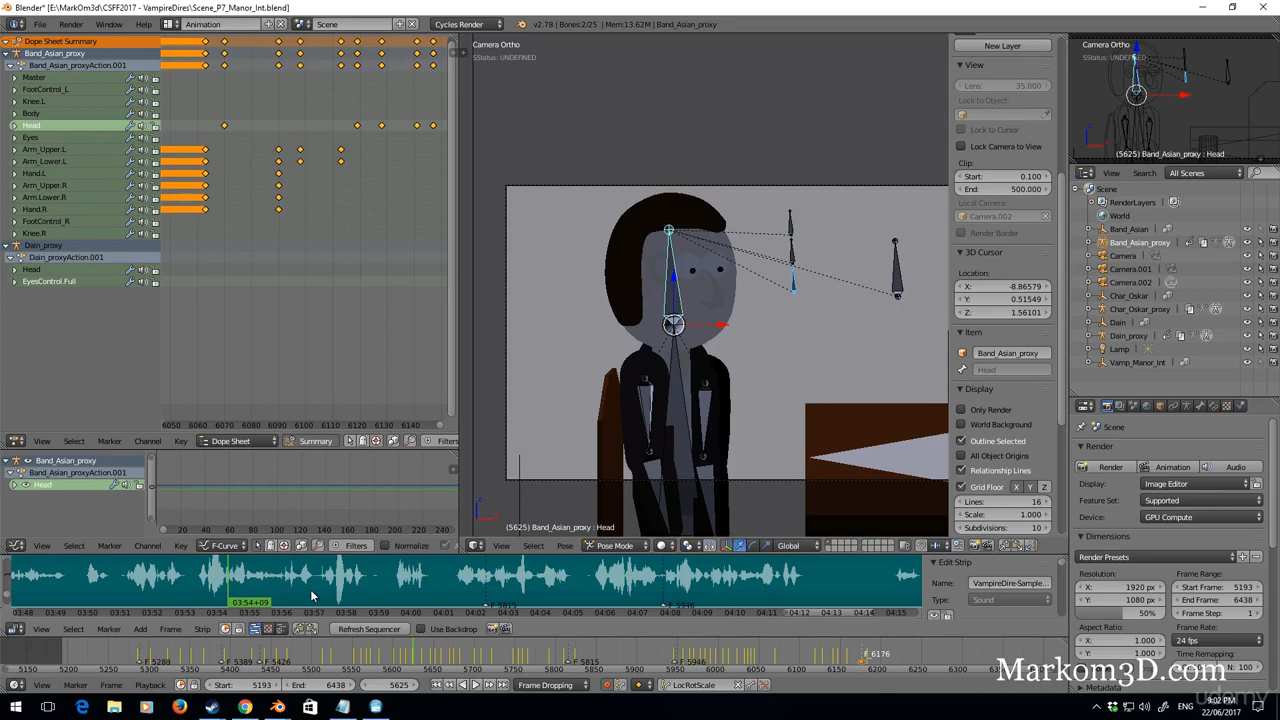 Blender* [E:\MarkOm3D\CSFF2017 - VampireDires\Scene_P7_Manor_Int.blend]
File Render Window Help Animation Scene Cycles Render v2.78 | Bones:2/25 | Mem:13.62M | Band_Asian_proxy
Dope Sheet Summary
Band_Asian_proxy
Band_Asian_proxyAction.001
Master
FootControl_L
Knee.L
Body
Head
Eyes
Arm_Upper.L
Arm_Lower.L
Hand.L
Arm_Upper.R
Arm.Lower.R
Hand.R
FootControl_R
Knee.R
Dain_proxy
Dain_proxyAction.001
Head
EyesControl.Full
6050 6060 6070 6080 6090 6100 6110 6120 6130 6140
View Select Marker Channel Key Dope Sheet Summary Filters
Band_Asian_proxy
Band_Asian_proxyAction.001
Head
20 40 60 80 100 120 140 160 180 200 220 240
View Select Marker Channel Key F-Curve Filters Normalize
Camera Ortho
SStatus: UNDEFINED
(5625) Band_Asian_proxy : Head
View Select Pose Pose Mode Global
New Layer
View
Lens: 35.000
Lock to Object:
Lock to Cursor
Lock Camera to View
Clip:
Start: 0.100
End: 500.000
Local Camera:
Camera.002
Render Border
3D Cursor
Location:
X: -8.86579
Y: 0.51549
Z: 1.56101
Item
Band_Asian_proxy
Head
Display
Only Render
World Background
Outline Selected
All Object Origins
Relationship Lines
Grid Floor X Y Z
Lines: 16
Scale: 1.000
Subdivisions: 10
Camera Ortho
SStatus: UNDEFINED
(5625) Band_Asian_proxy : Head
View Search All Scenes
Scene
RenderLayers
World
Band_Asian
Band_Asian_proxy
Camera
Camera.001
Camera.002
Char_Oskar
Char_Oskar_proxy
Dain
Dain_proxy
Lamp
Vamp_Manor_Int
Scene
Render
Render Animation Audio
Display: Image Editor
Feature Set: Supported
Device: GPU Compute
Dimensions
Render Presets
Resolution: Frame Range:
X: 1920 px Start Frame: 5193
Y: 1080 px End Frame: 6438
50% Frame Step: 1
Aspect Ratio: Frame Rate:
X: 1.000 24 fps
Y: 1.000 Time Remapping:
N: 100
Metadata
03:54+09
F_5815 F_5946
03:48 03:49 03:50 03:51 03:52 03:53 03:54 03:55 03:56 03:57 03:58 03:59 04:00 04:01 04:02 04:03 04:04 04:05 04:06 04:07 04:08 04:09 04:10 04:11 04:12 04:13 04:14 04:15
Edit Strip
Name: VampireDire-Sample...
Type: Sound
View Select Marker Add Frame Strip Refresh Sequencer Use Backdrop
F_5288 F_5389 F_5426 F_5815 F_5946 F_6176
5150 5200 5250 5300 5350 5400 5450 5500 5550 5600 5650 5700 5750 5800 5850 5900 5950 6000 6050 6100 6150 6200 6250 6300 6350
View Marker Frame Playback Start: 5193 End: 6438 5625 Frame Dropping LocRotScale
Markom3D.com
udemy
ENG 9:02 PM
22/06/2017